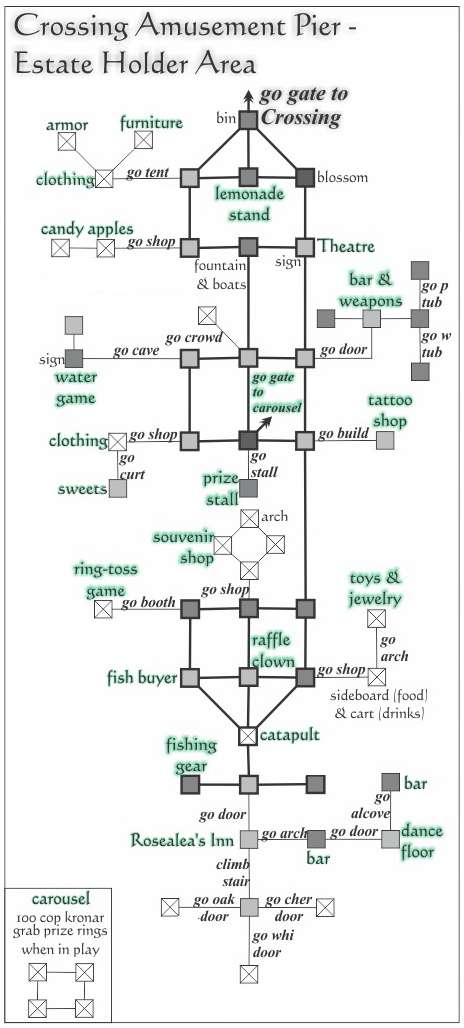 Crossing Amusement Pier -
Estate Holder Area
go gate to
Crossing
bin
armor
furniture
clothing
go tent
lemonade
stand
blossom
candy apples
go shop
fountain
& boats
sign
Theatre
bar &
weapons
go p
tub
go w
tub
go crowd
go cave
go door
sign
water
game
go gate
to
carousel
tattoo
shop
clothing
go shop
go build
go
curt
sweets
go
stall
prize
stall
arch
souvenir
shop
ring-toss
game
go shop
go booth
toys &
jewelry
go
arch
raffle
clown
fish buyer
go shop
sideboard (food)
& cart (drinks)
catapult
fishing
gear
bar
go
alcove
go door
Rosealea's Inn
go arch
go door
dance
floor
bar
climb
stair
go oak
door
go cher
door
go whi
door
carousel
100 cop kronar
grab prize rings
when in play